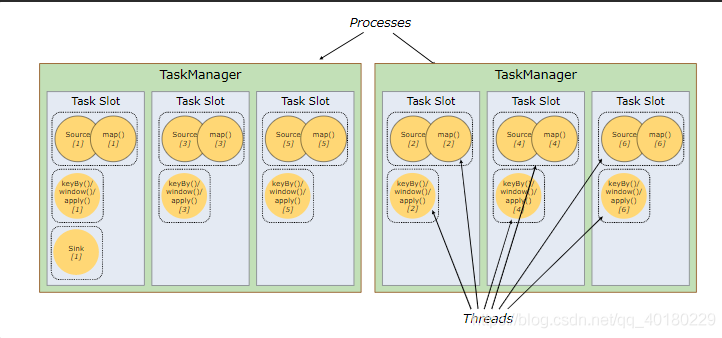 Processes
TaskManager
TaskManager
Task Slot
Task Slot
Task Slot
Task Slot
Task Slot
Task Slot
Source
[1]
map()
[1]
Source
[3]
map()
[3]
Source
[5]
map()
[5]
Source
[2]
map()
[2]
Source
[4]
map()
[4]
Source
[6]
map()
[6]
keyBy()/
window()/
apply()
[1]
keyBy()/
window()/
apply()
[3]
keyBy()/
window()/
apply()
[5]
keyBy()/
window()/
apply()
[2]
keyBy()/
window()/
apply()
[4]
keyBy()/
window()/
apply()
[6]
Sink
[1]
Threads
blog.csdn.net/qq_40180229